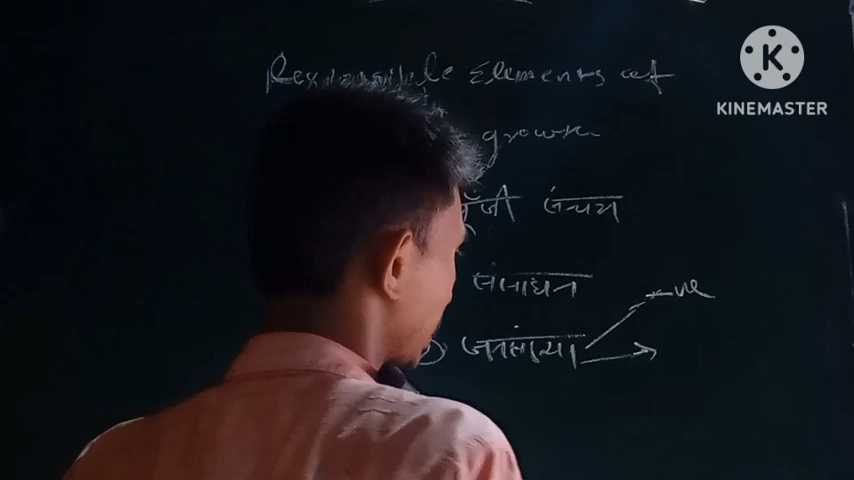 Responsible Elements of
growth
पूँजी संचय
संसाधन
जनसंख्या +ve
K
KINEMASTER